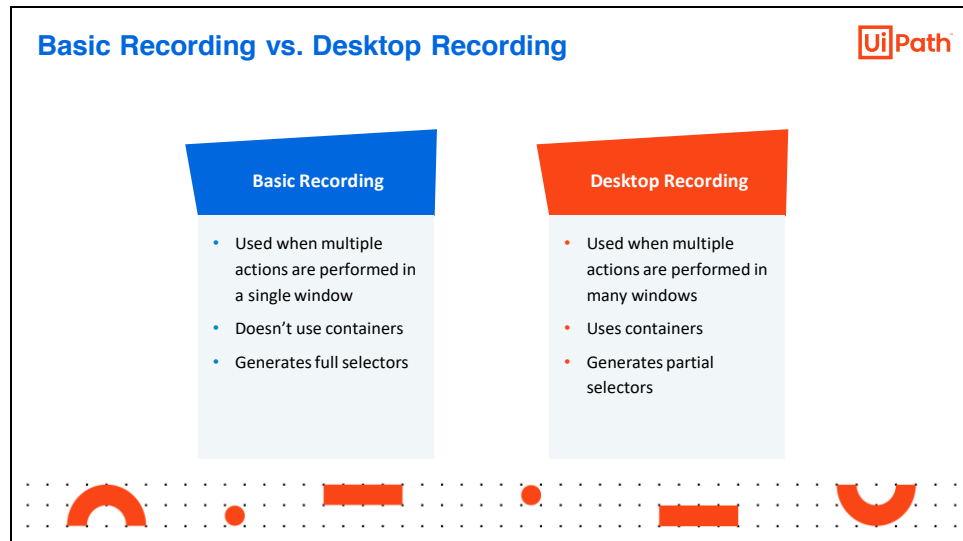 Basic Recording vs. Desktop Recording
UiPath
Basic Recording
• Used when multiple
actions are performed in
a single window
• Doesn’t use containers
• Generates full selectors
Desktop Recording
• Used when multiple
actions are performed in
many windows
• Uses containers
• Generates partial
selectors